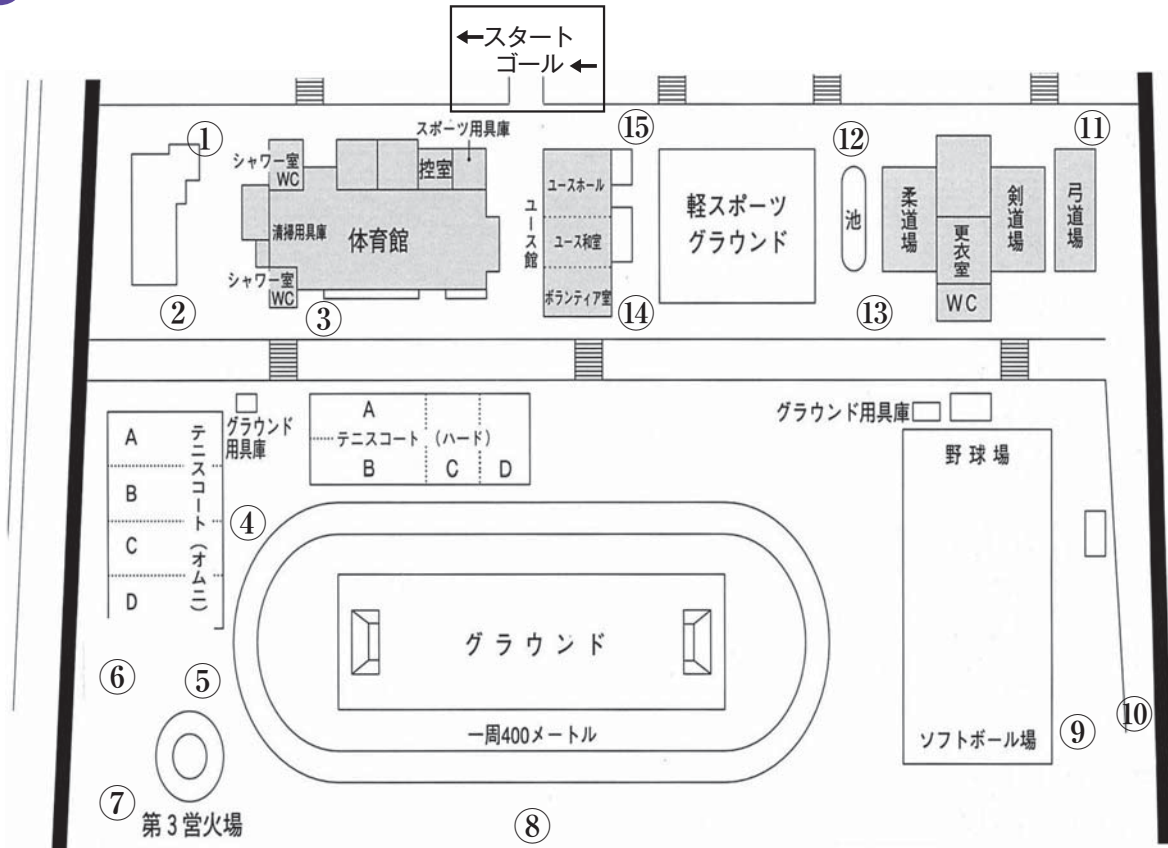 ←スタート
ゴール←
①
シャワー室
WC
スポーツ用具庫
控室
清掃用具庫
体育館
シャワー室
WC
②
③
ユース館
ユースホール
ユース和室
ボランティア室
⑮
⑭
軽スポーツ
グラウンド
⑫
池
⑬
柔道場
更衣室
WC
剣道場
⑪
弓道場
A
B
C
D
テニスコート(オムニ)
グラウンド
用具庫
④
A
テニスコート (ハード)
B C D
グラウンド用具庫
野球場
ソフトボール場
グラウンド
一周400メートル
⑥
⑤
⑦
第3営火場
⑧
⑨
⑩